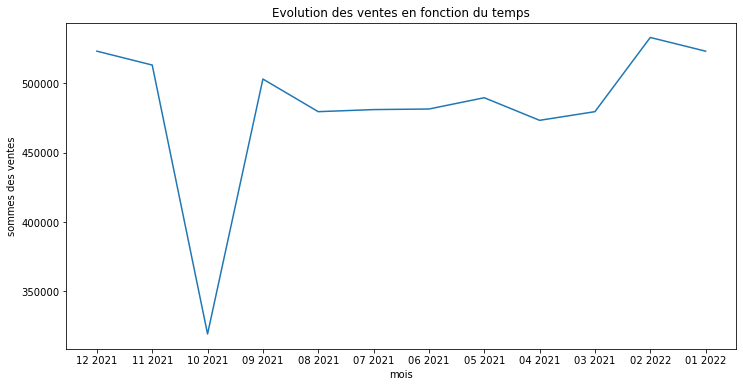 Evolution des ventes en fonction du temps
sommes des ventes
500000
450000
400000
350000
12 2021 11 2021 10 2021 09 2021 08 2021 07 2021 06 2021 05 2021 04 2021 03 2021 02 2022 01 2022
mois